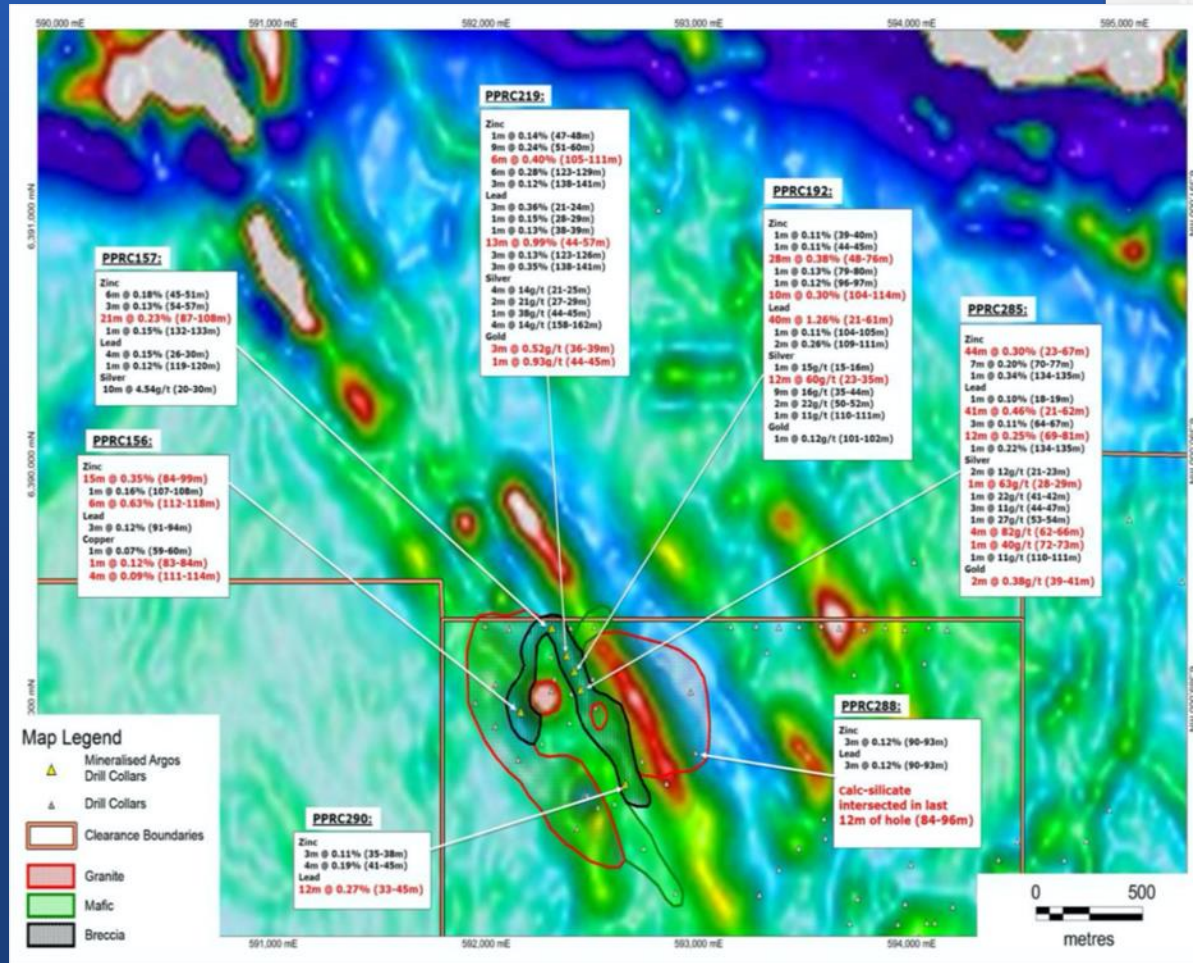 590,000 mE
591,000 mE
592,000 mE
593,000 mE
594,000 mE
595,000 mE
6,391,000 mN
6,390,000 mN
PPRC219:
Zinc
1m @ 0.14% (47-48m)
9m @ 0.24% (51-60m)
6m @ 0.40% (105-111m)
6m @ 0.28% (123-129m)
3m @ 0.12% (138-141m)
Lead
3m @ 0.36% (21-24m)
1m @ 0.15% (28-29m)
1m @ 0.13% (38-39m)
13m @ 0.99% (44-57m)
3m @ 0.13% (123-126m)
3m @ 0.35% (138-141m)
Silver
4m @ 14g/t (21-25m)
2m @ 21g/t (27-29m)
1m @ 38g/t (44-45m)
4m @ 14g/t (158-162m)
Gold
3m @ 0.52g/t (36-39m)
1m @ 0.93g/t (44-45m)
PPRC192:
Zinc
1m @ 0.11% (39-40m)
1m @ 0.11% (44-45m)
28m @ 0.38% (48-76m)
1m @ 0.13% (79-80m)
1m @ 0.12% (96-97m)
10m @ 0.30% (104-114m)
Lead
40m @ 1.26% (21-61m)
1m @ 0.11% (104-105m)
2m @ 0.26% (109-111m)
Silver
1m @ 15g/t (15-16m)
12m @ 60g/t (23-35m)
9m @ 16g/t (35-44m)
2m @ 22g/t (50-52m)
1m @ 11g/t (110-111m)
Gold
1m @ 0.12g/t (101-102m)
PPRC157:
Zinc
6m @ 0.18% (45-51m)
3m @ 0.13% (54-57m)
21m @ 0.23% (87-108m)
1m @ 0.15% (132-133m)
Lead
4m @ 0.15% (26-30m)
1m @ 0.12% (119-120m)
Silver
10m @ 4.54g/t (20-30m)
PPRC285:
Zinc
44m @ 0.30% (23-67m)
7m @ 0.20% (70-77m)
1m @ 0.34% (134-135m)
Lead
1m @ 0.10% (18-19m)
41m @ 0.46% (21-62m)
3m @ 0.11% (64-67m)
12m @ 0.25% (69-81m)
1m @ 0.22% (134-135m)
Silver
2m @ 12g/t (21-23m)
1m @ 63g/t (28-29m)
1m @ 22g/t (41-42m)
3m @ 11g/t (44-47m)
1m @ 27g/t (53-54m)
4m @ 82g/t (62-66m)
1m @ 40g/t (72-73m)
1m @ 11g/t (110-111m)
Gold
2m @ 0.38g/t (39-41m)
PPRC156:
Zinc
15m @ 0.35% (84-99m)
1m @ 0.16% (107-108m)
6m @ 0.63% (112-118m)
Lead
3m @ 0.12% (91-94m)
Copper
1m @ 0.07% (59-60m)
1m @ 0.12% (83-84m)
4m @ 0.09% (111-114m)
PPRC288:
Zinc
3m @ 0.12% (90-93m)
Lead
3m @ 0.12% (90-93m)
Calc-silicate
intersected in last
12m of hole (84-96m)
PPRC290:
Zinc
3m @ 0.11% (35-38m)
4m @ 0.19% (41-45m)
Lead
12m @ 0.27% (33-45m)
Map Legend
Mineralised Argos
Drill Collars
Drill Collars
Clearance Boundaries
Granite
Mafic
Breccia
0 500
metres
591,000 mE
592,000 mE
593,000 mE
594,000 mE